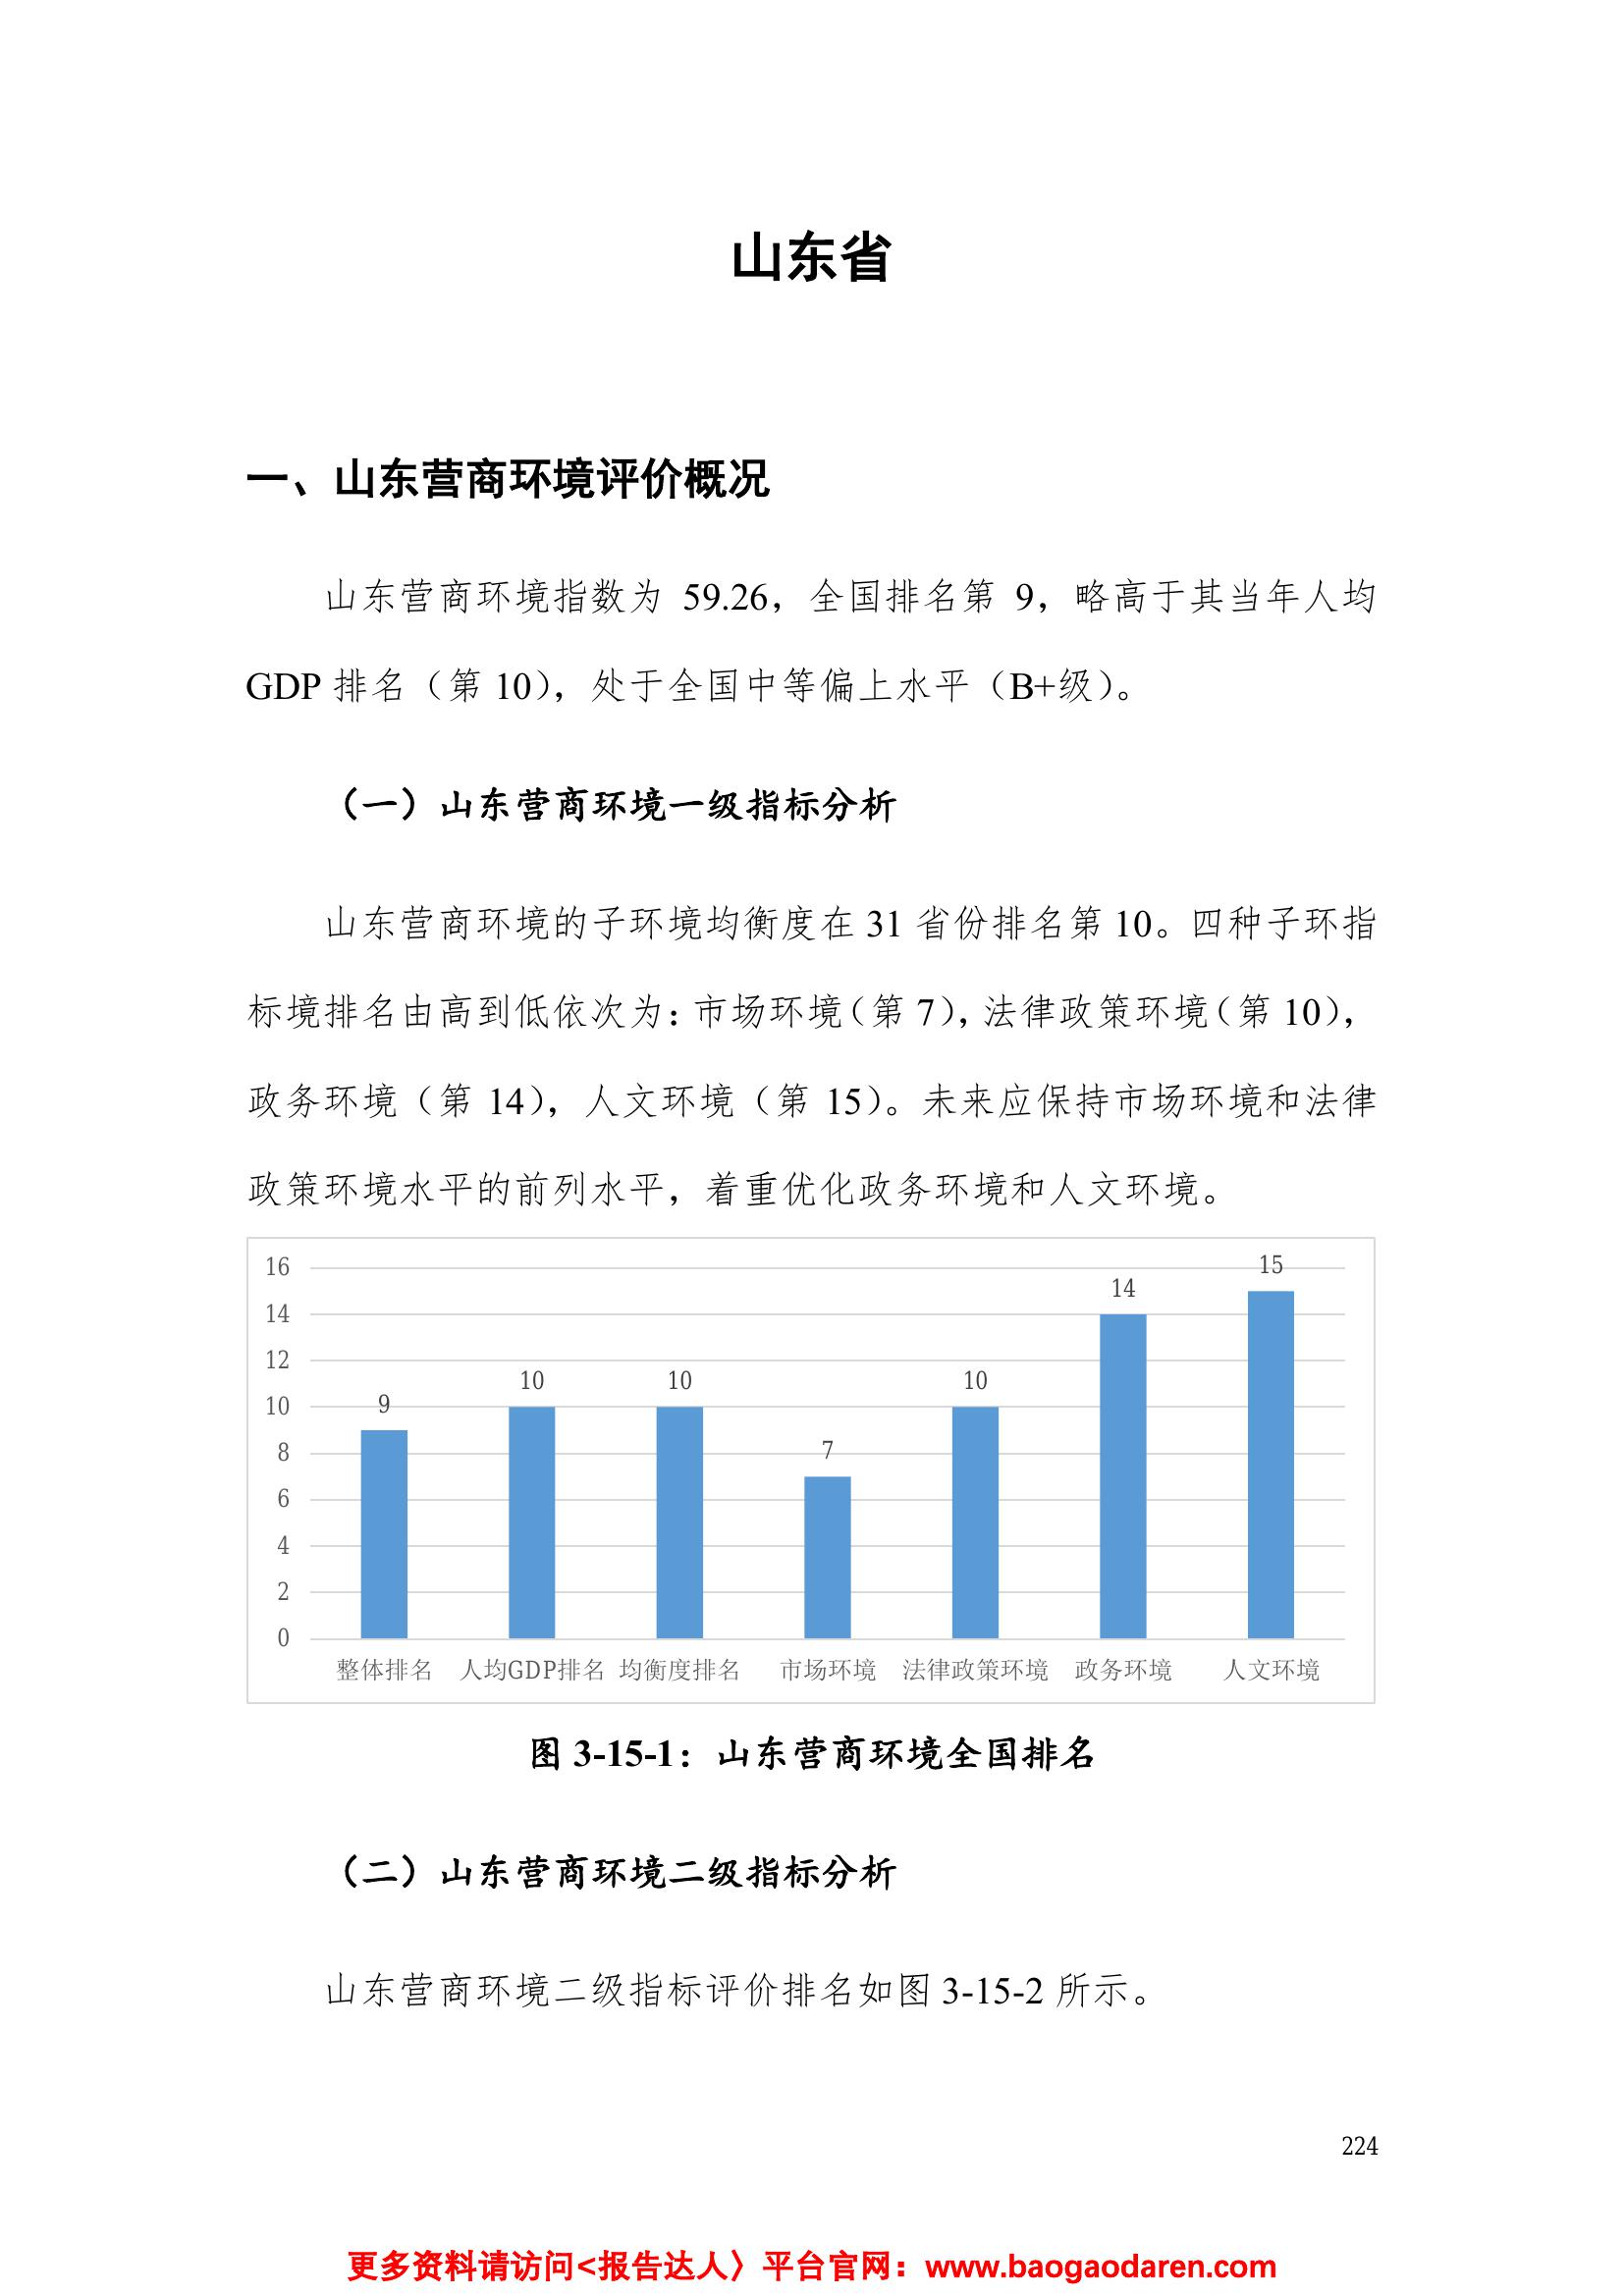 山东省
一、山东营商环境评价概况
山东营商环境指数为 59.26，全国排名第 9，略高于其当年人均
GDP 排名（第 10），处于全国中等偏上水平（B+级）。
（一）山东营商环境一级指标分析
山东营商环境的子环境均衡度在 31 省份排名第 10。四种子环指
标境排名由高到低依次为：市场环境（第 7），法律政策环境（第 10），
政务环境（第 14），人文环境（第 15）。未来应保持市场环境和法律
政策环境水平的前列水平，着重优化政务环境和人文环境。
16
14
12
10
8
6
4
2
0
9
10
10
7
10
14
15
整体排名 人均GDP排名 均衡度排名 市场环境 法律政策环境 政务环境 人文环境
图 3-15-1：山东营商环境全国排名
（二）山东营商环境二级指标分析
山东营商环境二级指标评价排名如图 3-15-2 所示。
224
更多资料请访问<报告达人〉平台官网：www.baogaodaren.com